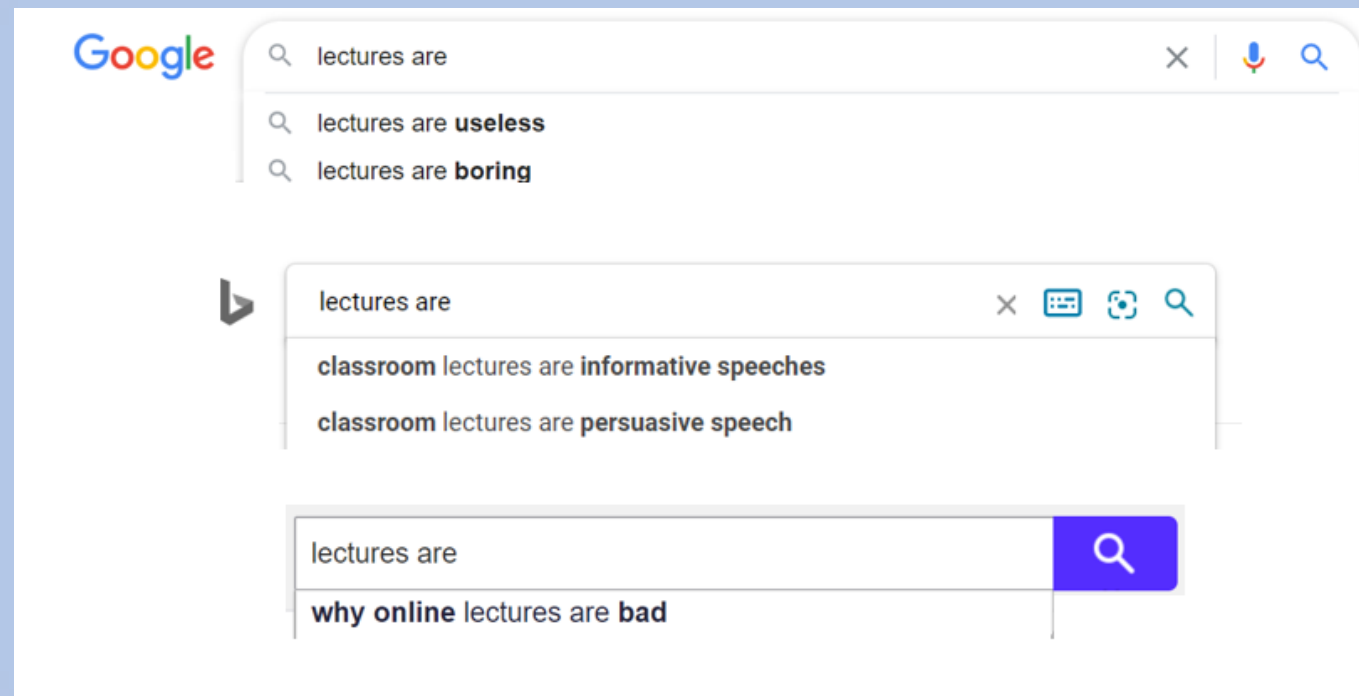 Google lectures are
lectures are useless
lectures are boring
lectures are
classroom lectures are informative speeches
classroom lectures are persuasive speech
lectures are
why online lectures are bad